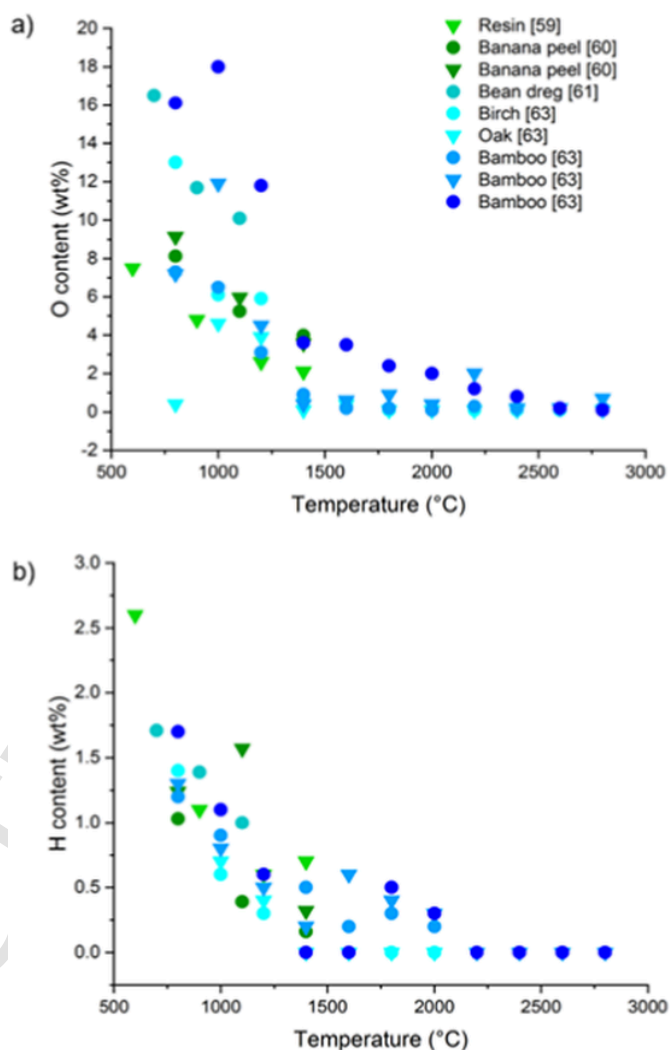 a)
Resin [59]
Banana peel [60]
Banana peel [60]
Bean dreg [61]
Birch [63]
Oak [63]
Bamboo [63]
Bamboo [63]
Bamboo [63]
20
18
16
14
12
10
8
6
4
2
0
-2
O content (wt%)
500 1000 1500 2000 2500 3000
Temperature (°C)
b)
3.0
2.5
2.0
1.5
1.0
0.5
0.0
H content (wt%)
500 1000 1500 2000 2500 3000
Temperature (°C)